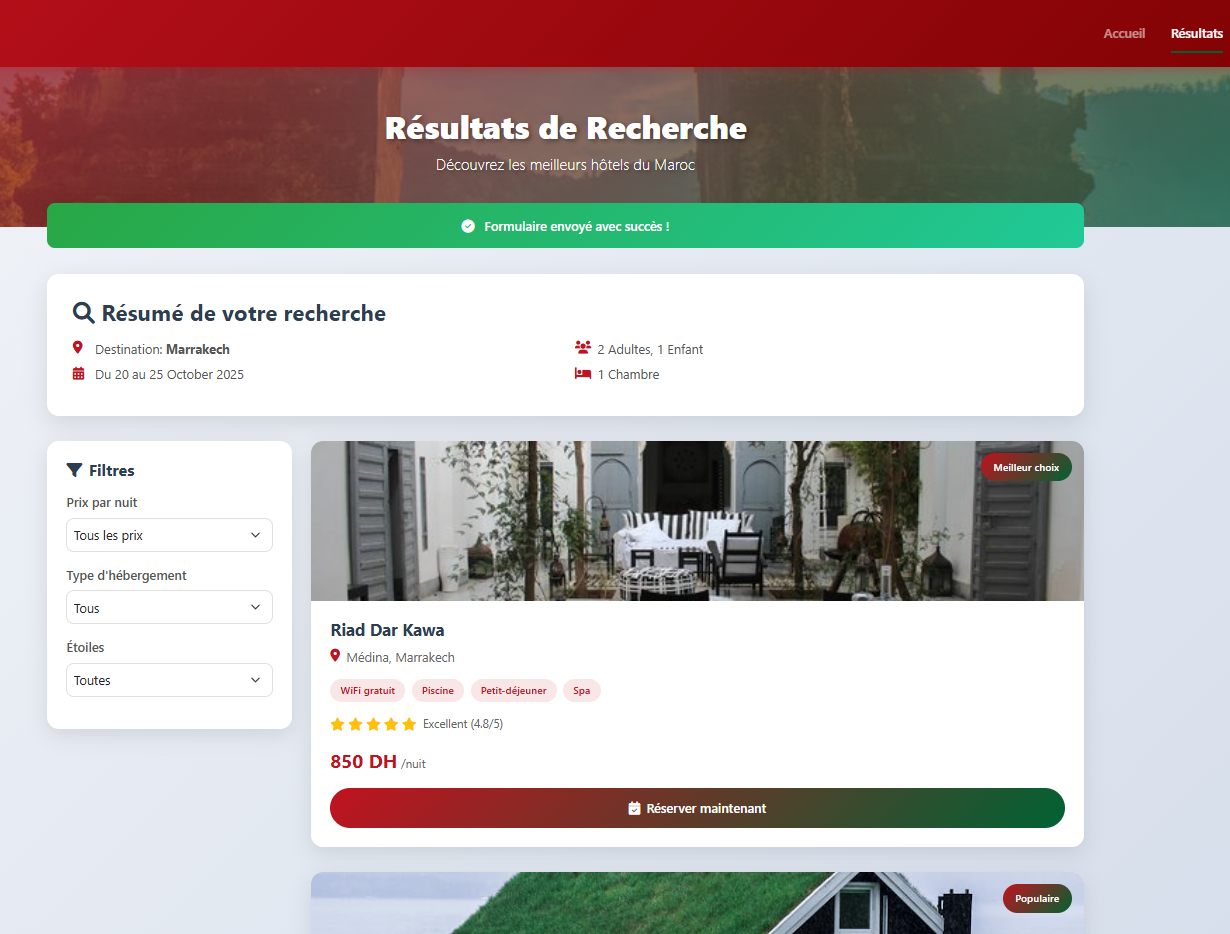 Accueil
Résultats
Résultats de Recherche
Découvrez les meilleurs hôtels du Maroc
Formulaire envoyé avec succès !
Résumé de votre recherche
Destination: Marrakech
2 Adultes, 1 Enfant
Du 20 au 25 October 2025
1 Chambre
Filtres
Prix par nuit
Tous les prix
Type d'hébergement
Tous
Étoiles
Toutes
Meilleur choix
Riad Dar Kawa
Médina, Marrakech
WiFi gratuit
Piscine
Petit-déjeuner
Spa
Excellent (4.8/5)
850 DH /nuit
Réserver maintenant
Populaire